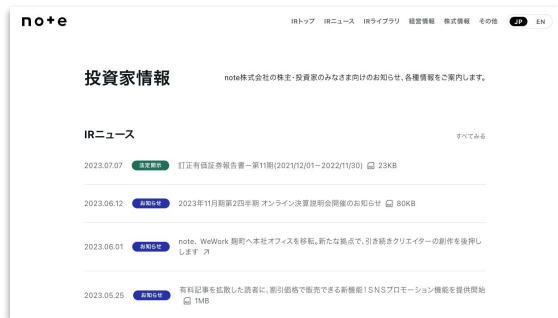 note
IRトップ IRニュース IRライブラリ 経営情報 株式情報 その他 JP EN
投資家情報
note株式会社の株主・投資家のみなさま向けのお知らせ、各種情報をご案内します。
IRニュース
すべてみる
2023.07.07 法定開示 訂正有価証券報告書－第11期(2021/12/01－2022/11/30) 23KB
2023.06.12 お知らせ 2023年11月期第2四半期 オンライン決算説明会開催のお知らせ 80KB
2023.06.01 お知らせ note、WeWork 麹町へ本社オフィスを移転。新たな拠点で、引き続きクリエイターの創作を後押し
します ↗
2023.05.25 お知らせ 有料記事を拡散した読者に、割引価格で販売できる新機能！SNSプロモーション機能を提供開始
1MB